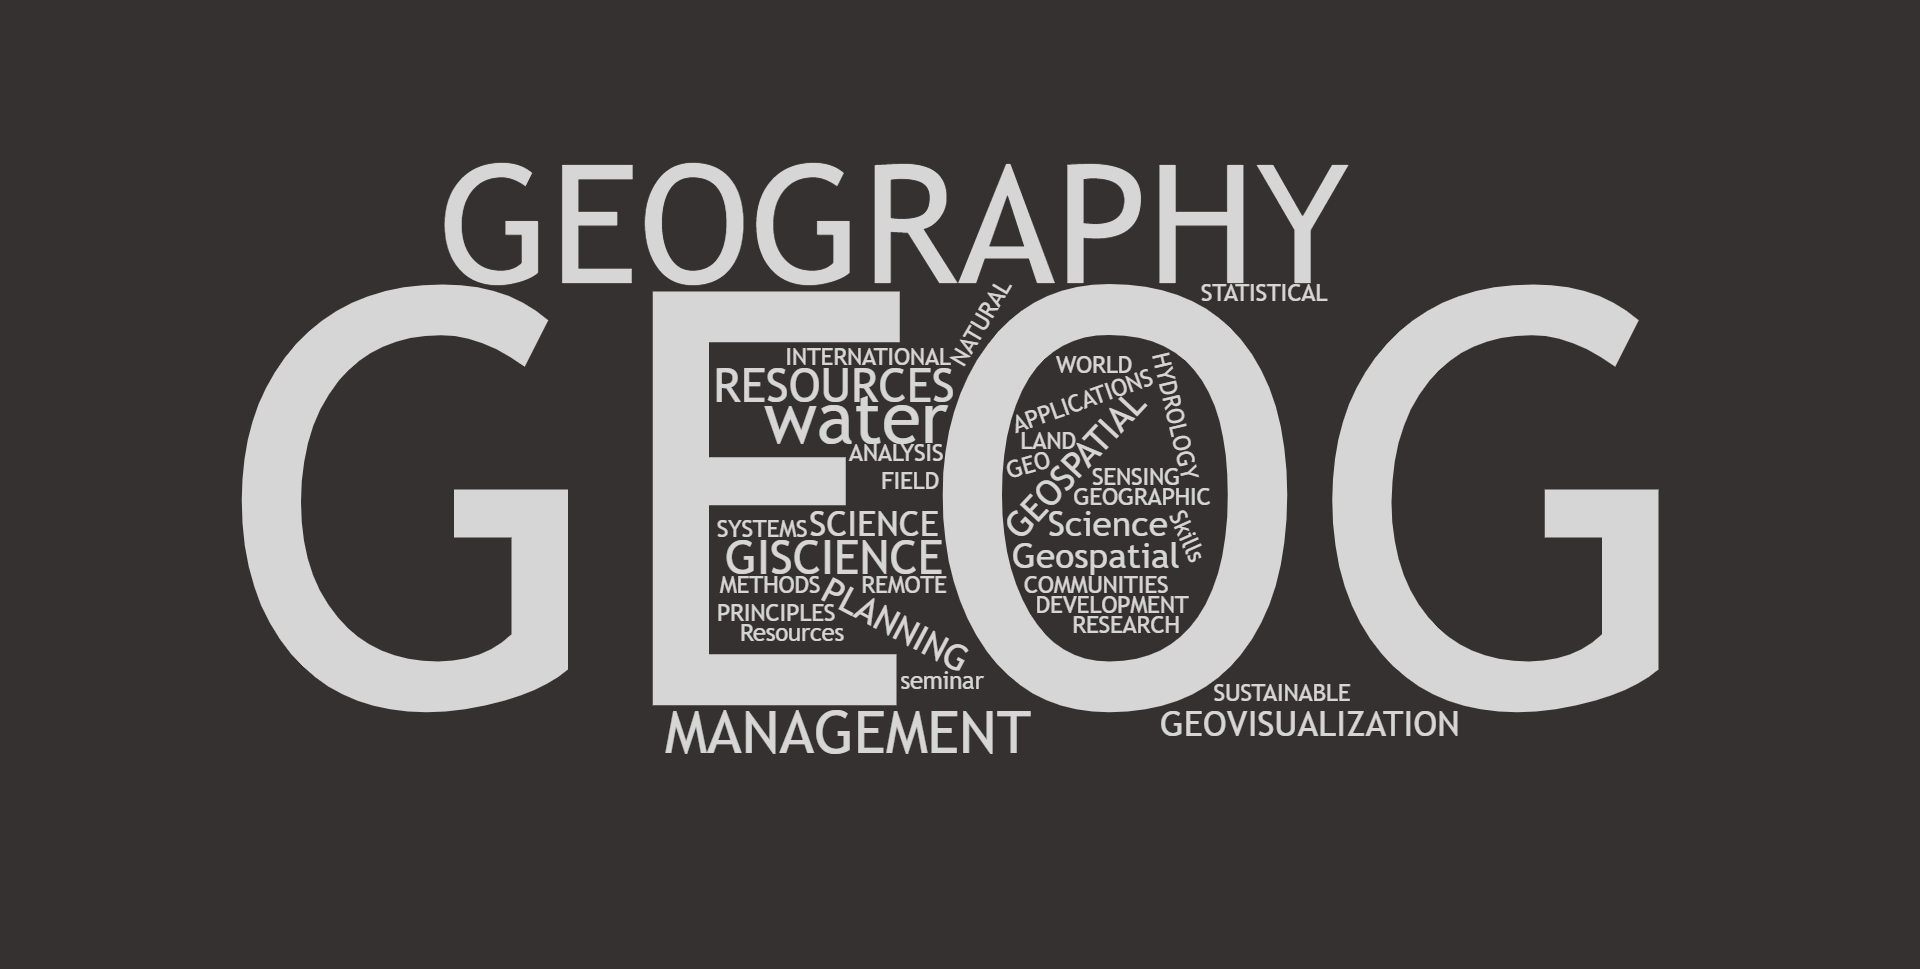 GEOGRAPHY
GEOG
STATISTICAL
NATURAL
INTERNATIONAL
RESOURCES
water
ANALYSIS
FIELD
SYSTEMS
SCIENCE
GISCIENCE
METHODS
REMOTE
PLANNING
PRINCIPLES
Resources
seminar
MANAGEMENT
WORLD
HYDROLOGY
APPLICATIONS
LAND
GEO
GEOSPATIAL
SENSING
GEOGRAPHIC
Science
Skills
Geospatial
COMMUNITIES
DEVELOPMENT
RESEARCH
SUSTAINABLE
GEOVISUALIZATION